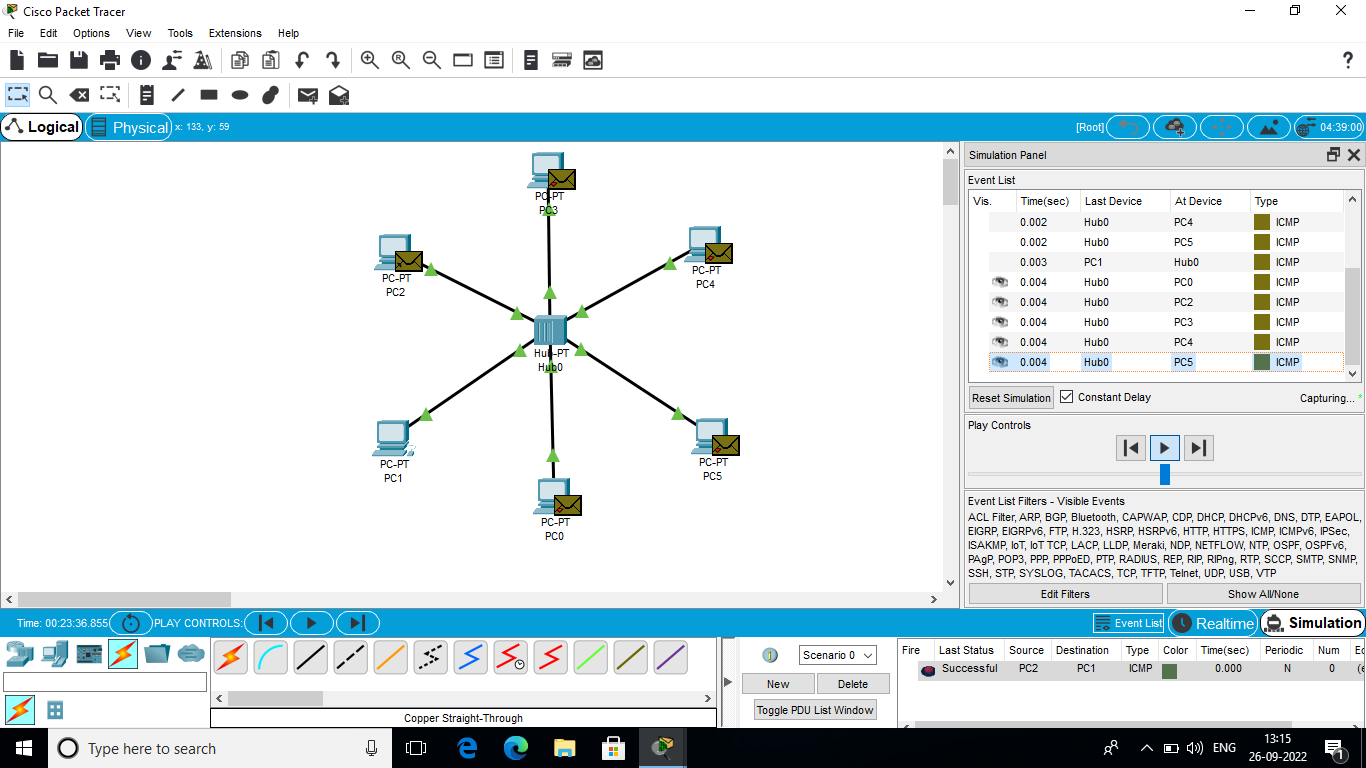 Cisco Packet Tracer
File Edit Options View Tools Extensions Help
Logical
Physical
x: 133, y: 59
[Root]
04:39:00
PC-PT
PC3
PC-PT
PC2
PC-PT
PC4
Hub-PT
Hub0
PC-PT
PC1
PC-PT
PC5
PC-PT
PC0
Simulation Panel
Event List
Vis. Time(sec) Last Device At Device Type
0.002 Hub0 PC4 ICMP
0.002 Hub0 PC5 ICMP
0.003 PC1 Hub0 ICMP
0.004 Hub0 PC0 ICMP
0.004 Hub0 PC2 ICMP
0.004 Hub0 PC3 ICMP
0.004 Hub0 PC4 ICMP
0.004 Hub0 PC5 ICMP
Reset Simulation Constant Delay Capturing... *
Play Controls
Event List Filters - Visible Events
ACL Filter, ARP, BGP, Bluetooth, CAPWAP, CDP, DHCP, DHCPv6, DNS, DTP, EAPOL,
EIGRP, EIGRPv6, FTP, H.323, HSRP, HSRPv6, HTTP, HTTPS, ICMP, ICMPv6, IPSec,
ISAKMP, IoT, IoT TCP, LACP, LLDP, Meraki, NDP, NETFLOW, NTP, OSPF, OSPFv6,
PAgP, POP3, PPP, PPPoED, PTP, RADIUS, REP, RIP, RIPng, RTP, SCCP, SMTP, SNMP,
SSH, STP, SYSLOG, TACACS, TCP, TFTP, Telnet, UDP, USB, VTP
Edit Filters Show All/None
Time: 00:23:36.855 PLAY CONTROLS:
Event List Realtime Simulation
Copper Straight-Through
Scenario 0
New Delete
Toggle PDU List Window
Fire Last Status Source Destination Type Color Time(sec) Periodic Num Ec
Successful PC2 PC1 ICMP 0.000 N 0 (e
Type here to search
ENG
13:15
26-09-2022
1